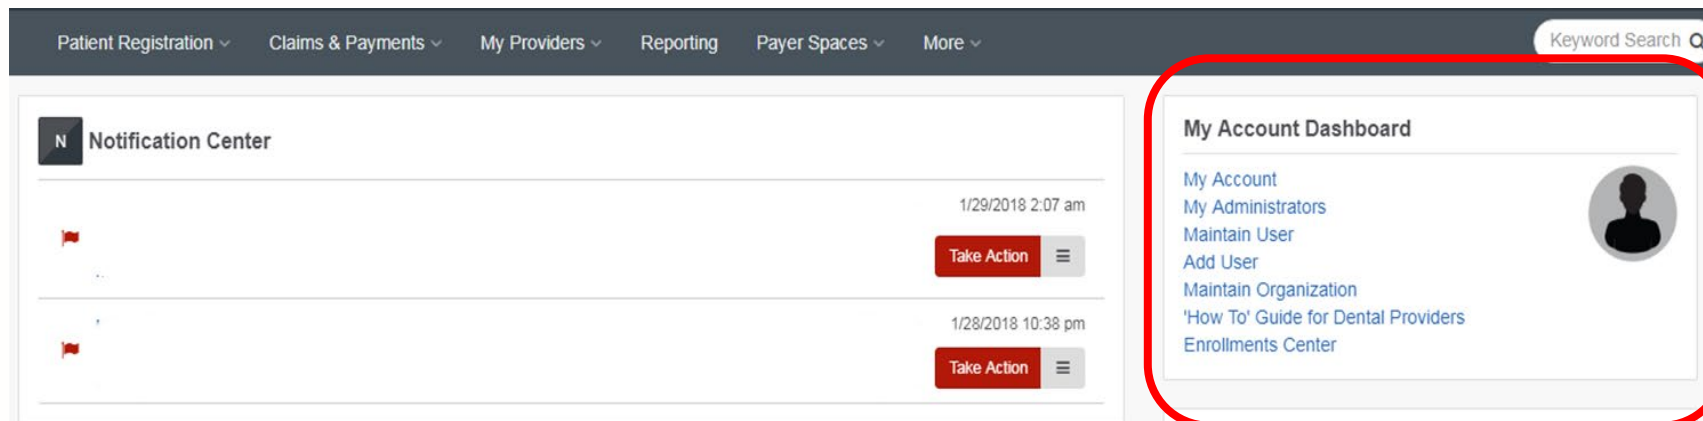 Patient Registration Claims & Payments My Providers Reporting Payer Spaces More Keyword Search
N Notification Center
1/29/2018 2:07 am
Take Action
1/28/2018 10:38 pm
Take Action
My Account Dashboard
My Account
My Administrators
Maintain User
Add User
Maintain Organization
'How To' Guide for Dental Providers
Enrollments Center